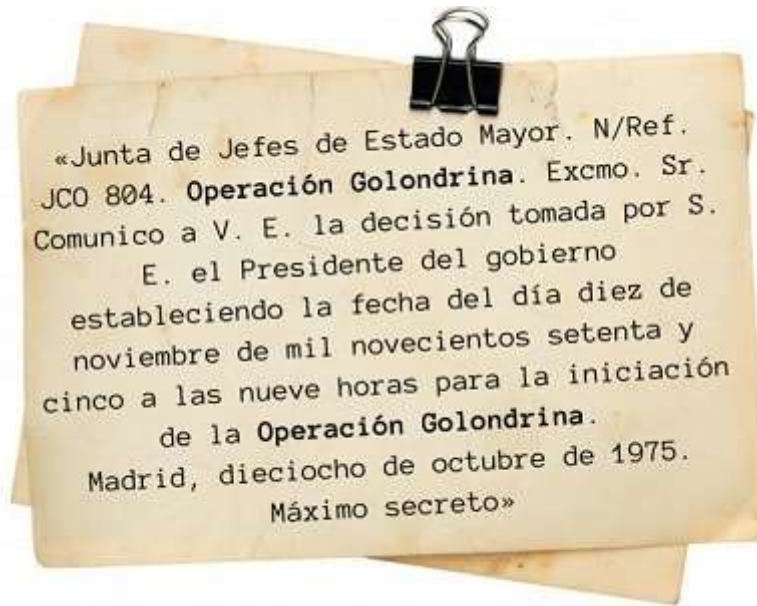 «Junta de Jefes de Estado Mayor. N/Ref.
JCO 804. Operación Golondrina. Excmo. Sr.
Comunico a V. E. la decisión tomada por S.
E. el Presidente del gobierno
estableciendo la fecha del día diez de
noviembre de mil novecientos setenta y
cinco a las nueve horas para la iniciación
de la Operación Golondrina.
Madrid, dieciocho de octubre de 1975.
Máximo secreto»